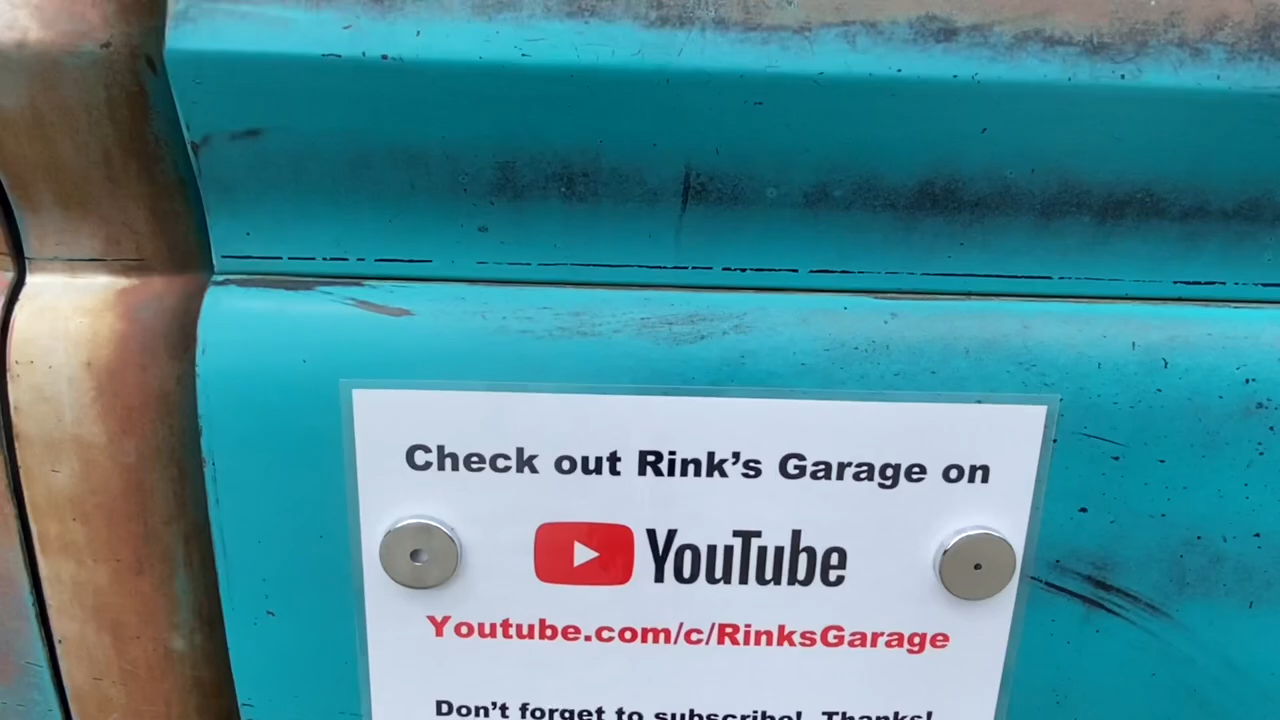 Check out Rink's Garage on
YouTube
Youtube.com/c/RinksGarage
Don't forget to subscribe! Thanks!